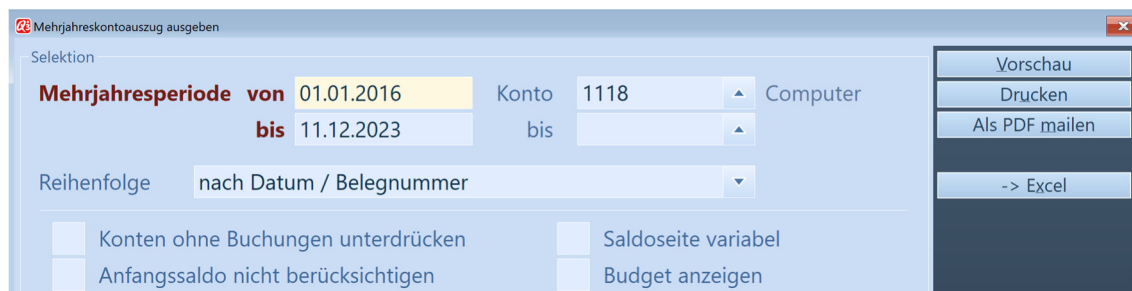 Mehrjahreskontoauszug ausgeben
Selektion
Mehrjahresperiode von 01.01.2016 Konto 1118 Computer
bis 11.12.2023 bis
Reihenfolge nach Datum / Belegnummer
Konten ohne Buchungen unterdrücken Saldoseite variabel
Anfangssaldo nicht berücksichtigen Budget anzeigen
Vorschau
Drucken
Als PDF mailen
-> Excel